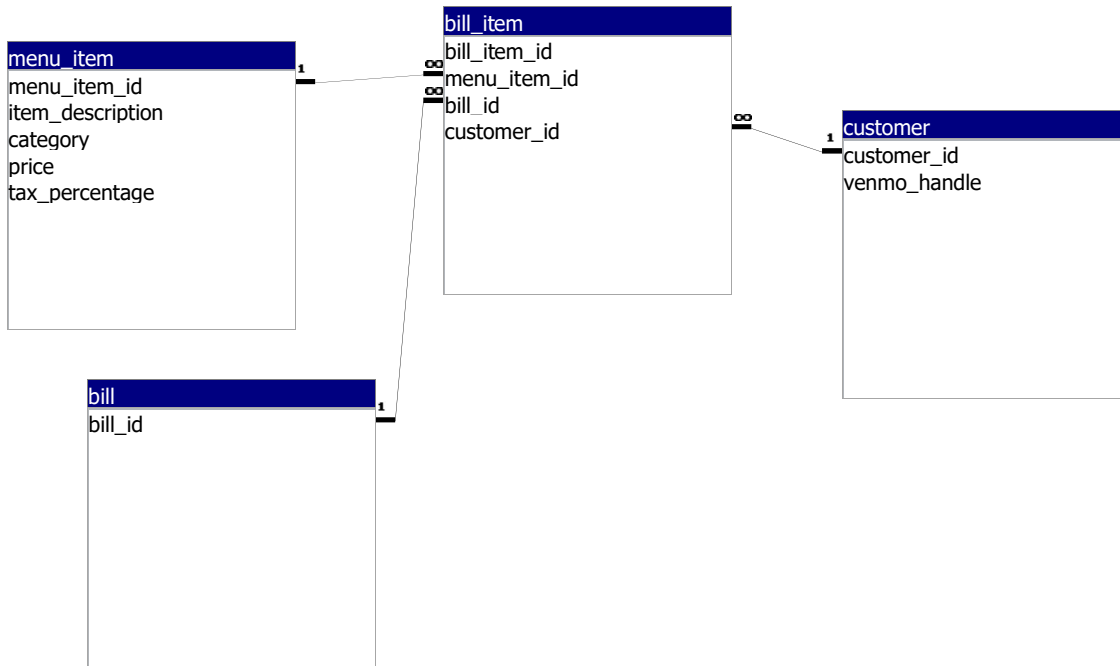 menu_item
menu_item_id
item_description
category
price
tax_percentage
1
∞
∞
bill_item
bill_item_id
menu_item_id
bill_id
customer_id
∞
1
customer
customer_id
venmo_handle
bill
bill_id
1